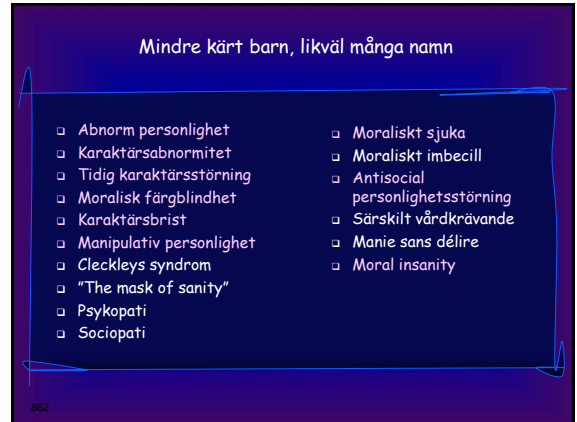 Mindre kärt barn, likväl många namn
Abnorm personlighet
Karaktärsabnormitet
Tidig karaktärsstörning
Moralisk färgblindhet
Karaktärsbrist
Manipulativ personlighet
Cleckleys syndrom
”The mask of sanity”
Psykopati
Sociopati
Moraliskt sjuka
Moraliskt imbecill
Antisocial
personlighetsstörning
Särskilt vårdkrävande
Manie sans délire
Moral insanity
862